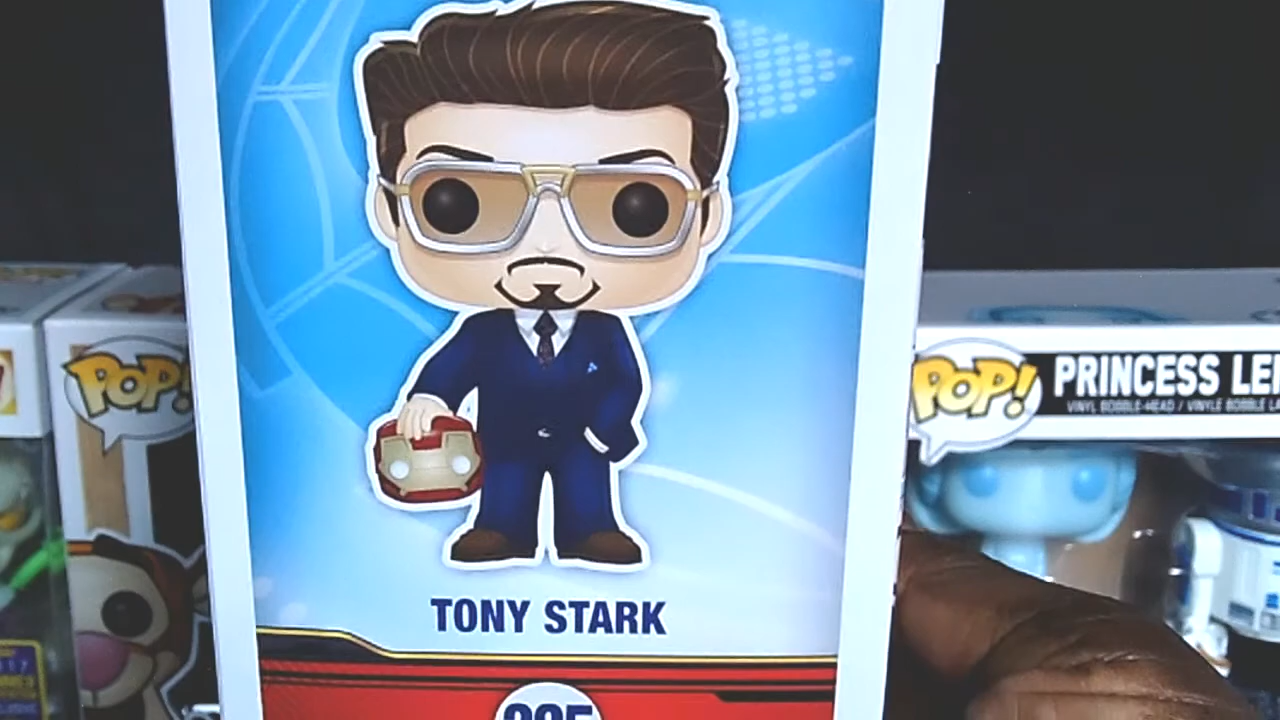 POP!
POP!
PRINCESS LEI
VINYL BOBBLE-HEAD / VINYLE BOBBLE
TONY STARK